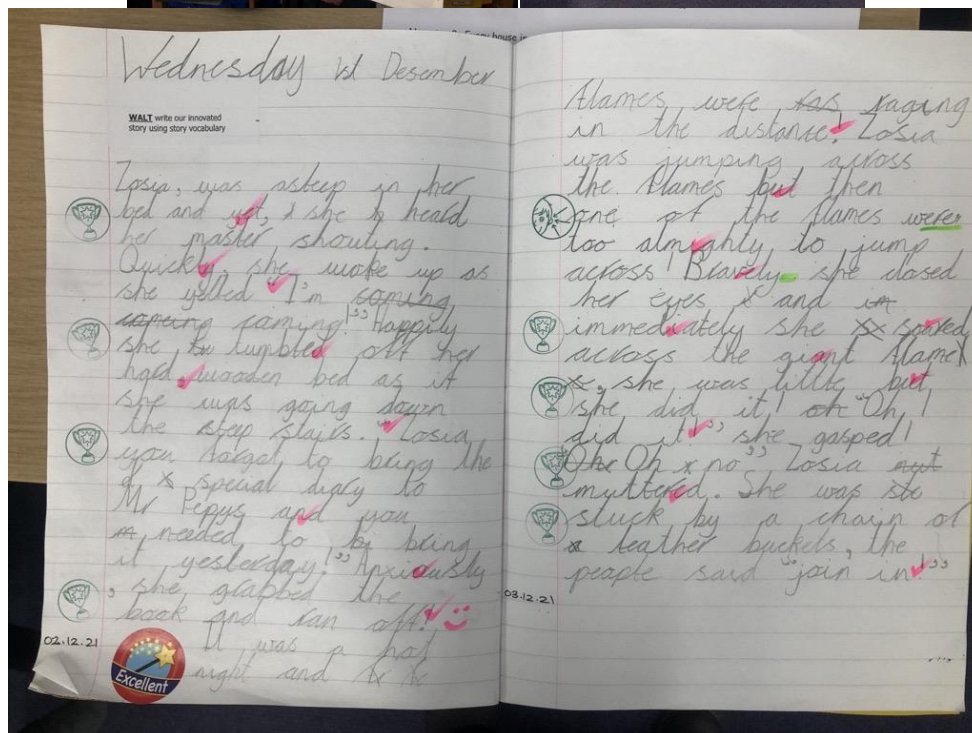 Wednesday 1st Desember
WALT write our innovated
story using story vocabulary
Zosia, was asleep in her
bed and yet, she heard
her master shouting.
Quickly, she woke up as
she yelled "I'm coming
coming coming!" Happily
she tumbled off her
hard, wooden bed as it
she was going down
the steep stairs. "Zosia
you forgot to bring the
special diary to
Mr Pepys and you
needed to bring
it yesterday!" Anxiously
, she grabbed the
book and ran off!
02.12.21
It was a hot
night and
Excellent
flames were raging
in the distance. Zosia
was jumping across
the flames but then
one of the flames were
too almighty to jump
across! Bravely she closed
her eyes and
immediately she soared
across the giant flame
, she was little but
she did it! "Oh, I
did it!" she gasped!
Oh no" Zosia
muttered. She was
stuck by a chain of
leather buckets, the
people said "join in!"
03.12.21